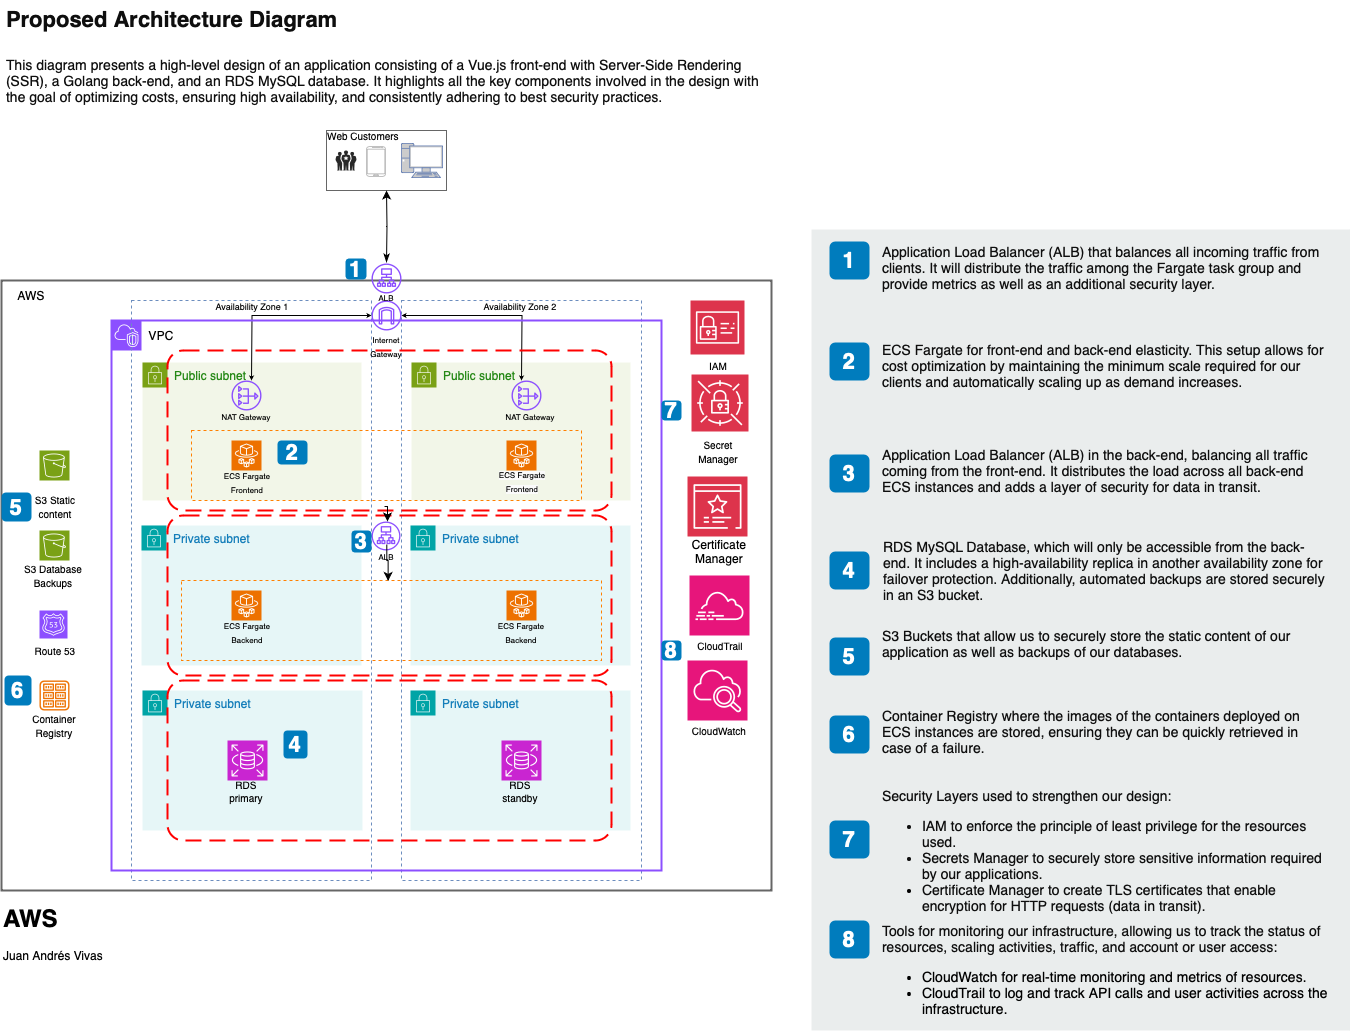 Proposed Architecture Diagram
This diagram presents a high-level design of an application consisting of a Vue.js front-end with Server-Side Rendering
(SSR), a Golang back-end, and an RDS MySQL database. It highlights all the key components involved in the design with
the goal of optimizing costs, ensuring high availability, and consistently adhering to best security practices.
Web Customers
1
ALB
AWS
Availability Zone 1
Availability Zone 2
Internet
Gateway
VPC
Public subnet
Public subnet
NAT Gateway
NAT Gateway
2
ECS Fargate
Frontend
ECS Fargate
Frontend
Private subnet
3
ALB
Private subnet
ECS Fargate
Backend
ECS Fargate
Backend
Private subnet
Private subnet
4
RDS
primary
RDS
standby
5
S3 Static
content
S3 Database
Backups
53
Route 53
6
Container
Registry
IAM
7
Secret
Manager
Certificate
Manager
8
CloudTrail
CloudWatch
AWS
Juan Andrés Vivas
1
Application Load Balancer (ALB) that balances all incoming traffic from
clients. It will distribute the traffic among the Fargate task group and
provide metrics as well as an additional security layer.
2
ECS Fargate for front-end and back-end elasticity. This setup allows for
cost optimization by maintaining the minimum scale required for our
clients and automatically scaling up as demand increases.
3
Application Load Balancer (ALB) in the back-end, balancing all traffic
coming from the front-end. It distributes the load across all back-end
ECS instances and adds a layer of security for data in transit.
4
RDS MySQL Database, which will only be accessible from the back-
end. It includes a high-availability replica in another availability zone for
failover protection. Additionally, automated backups are stored securely
in an S3 bucket.
5
S3 Buckets that allow us to securely store the static content of our
application as well as backups of our databases.
6
Container Registry where the images of the containers deployed on
ECS instances are stored, ensuring they can be quickly retrieved in
case of a failure.
7
Security Layers used to strengthen our design:
• IAM to enforce the principle of least privilege for the resources
used.
• Secrets Manager to securely store sensitive information required
by our applications.
• Certificate Manager to create TLS certificates that enable
encryption for HTTP requests (data in transit).
8
Tools for monitoring our infrastructure, allowing us to track the status of
resources, scaling activities, traffic, and account or user access:
• CloudWatch for real-time monitoring and metrics of resources.
• CloudTrail to log and track API calls and user activities across the
infrastructure.